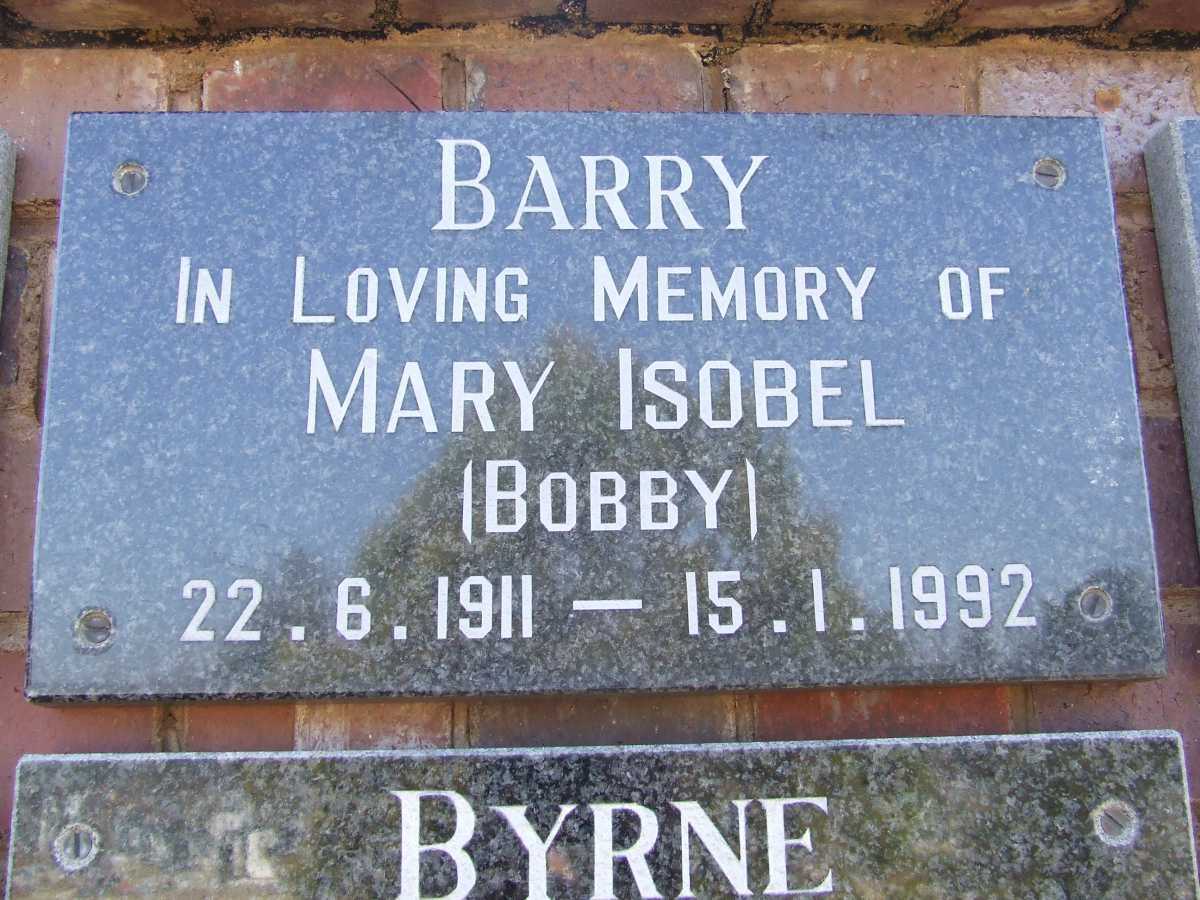 BARRY
IN LOVING MEMORY OF
MARY ISOBEL
(BOBBY)
22.6.1911 — 15.1.1992
BYRNE